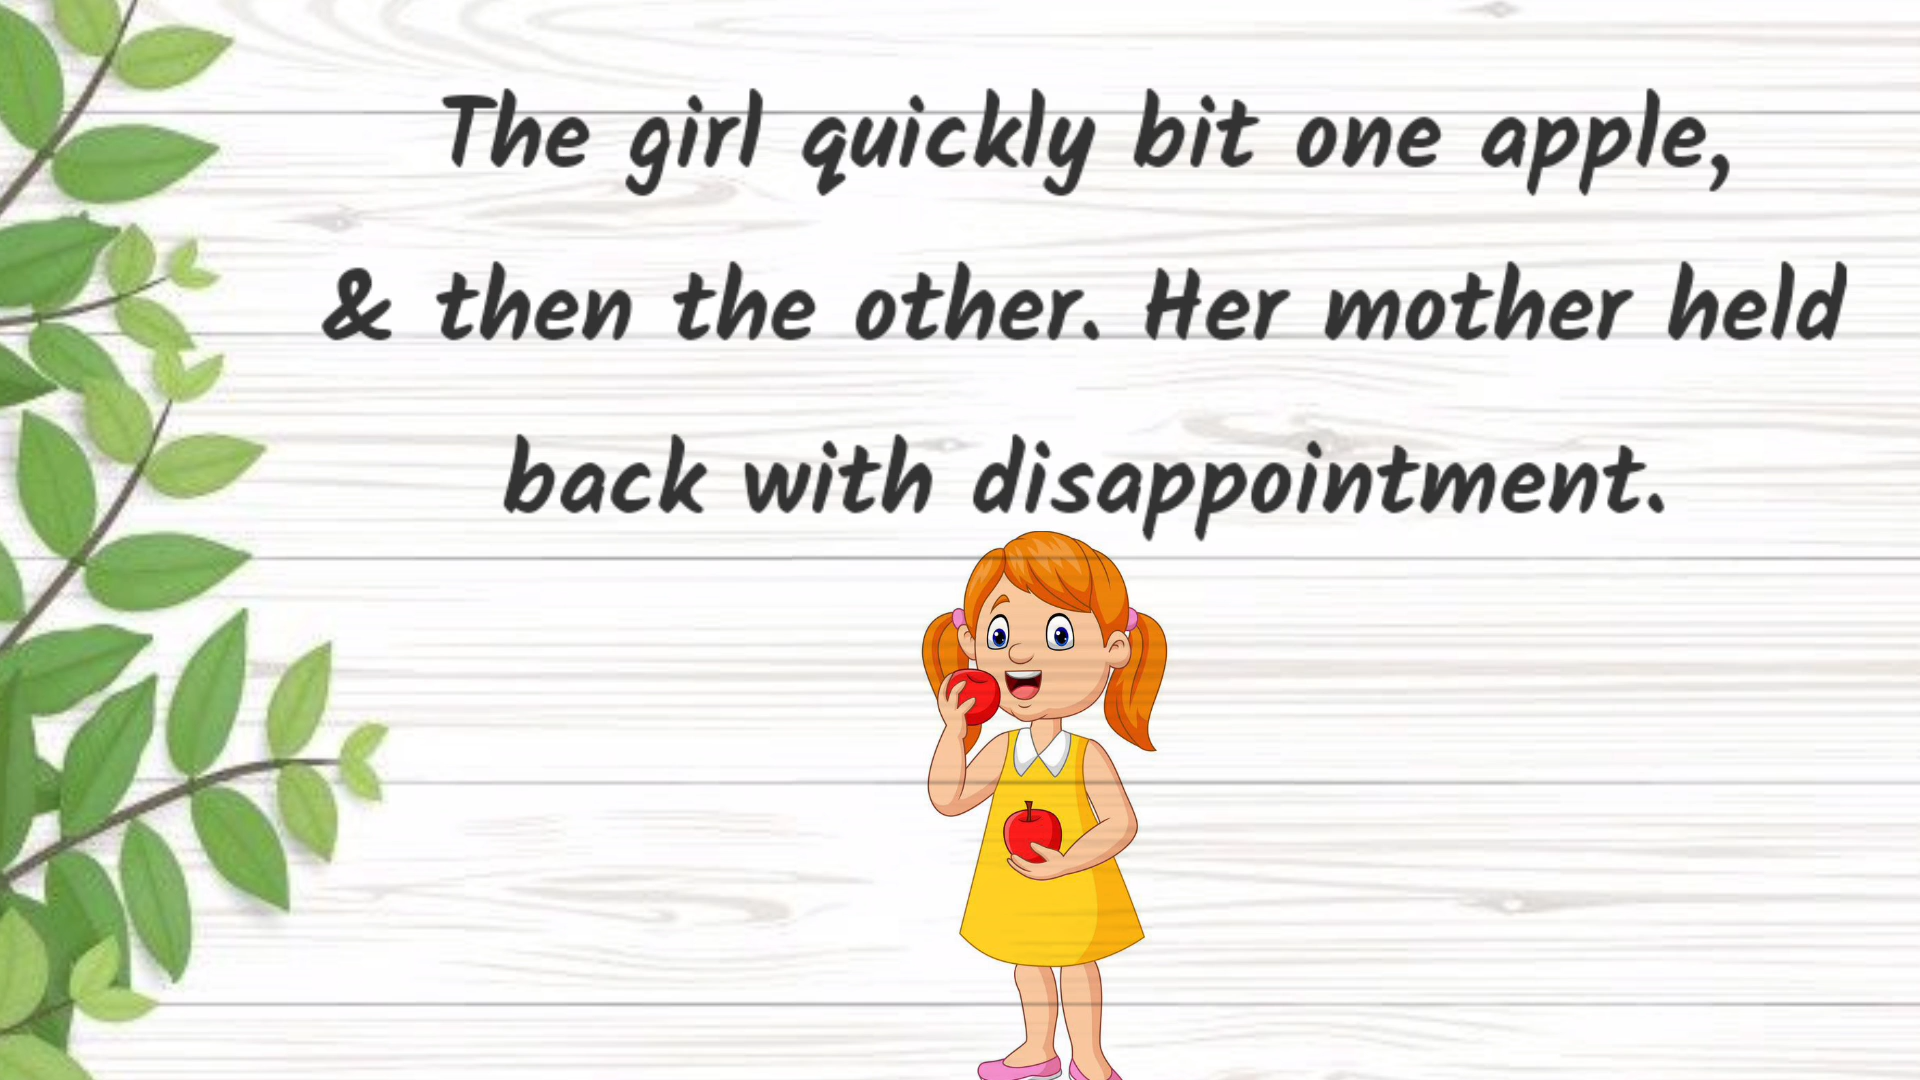 The girl quickly bit one apple,
& then the other. Her mother held
back with disappointment.